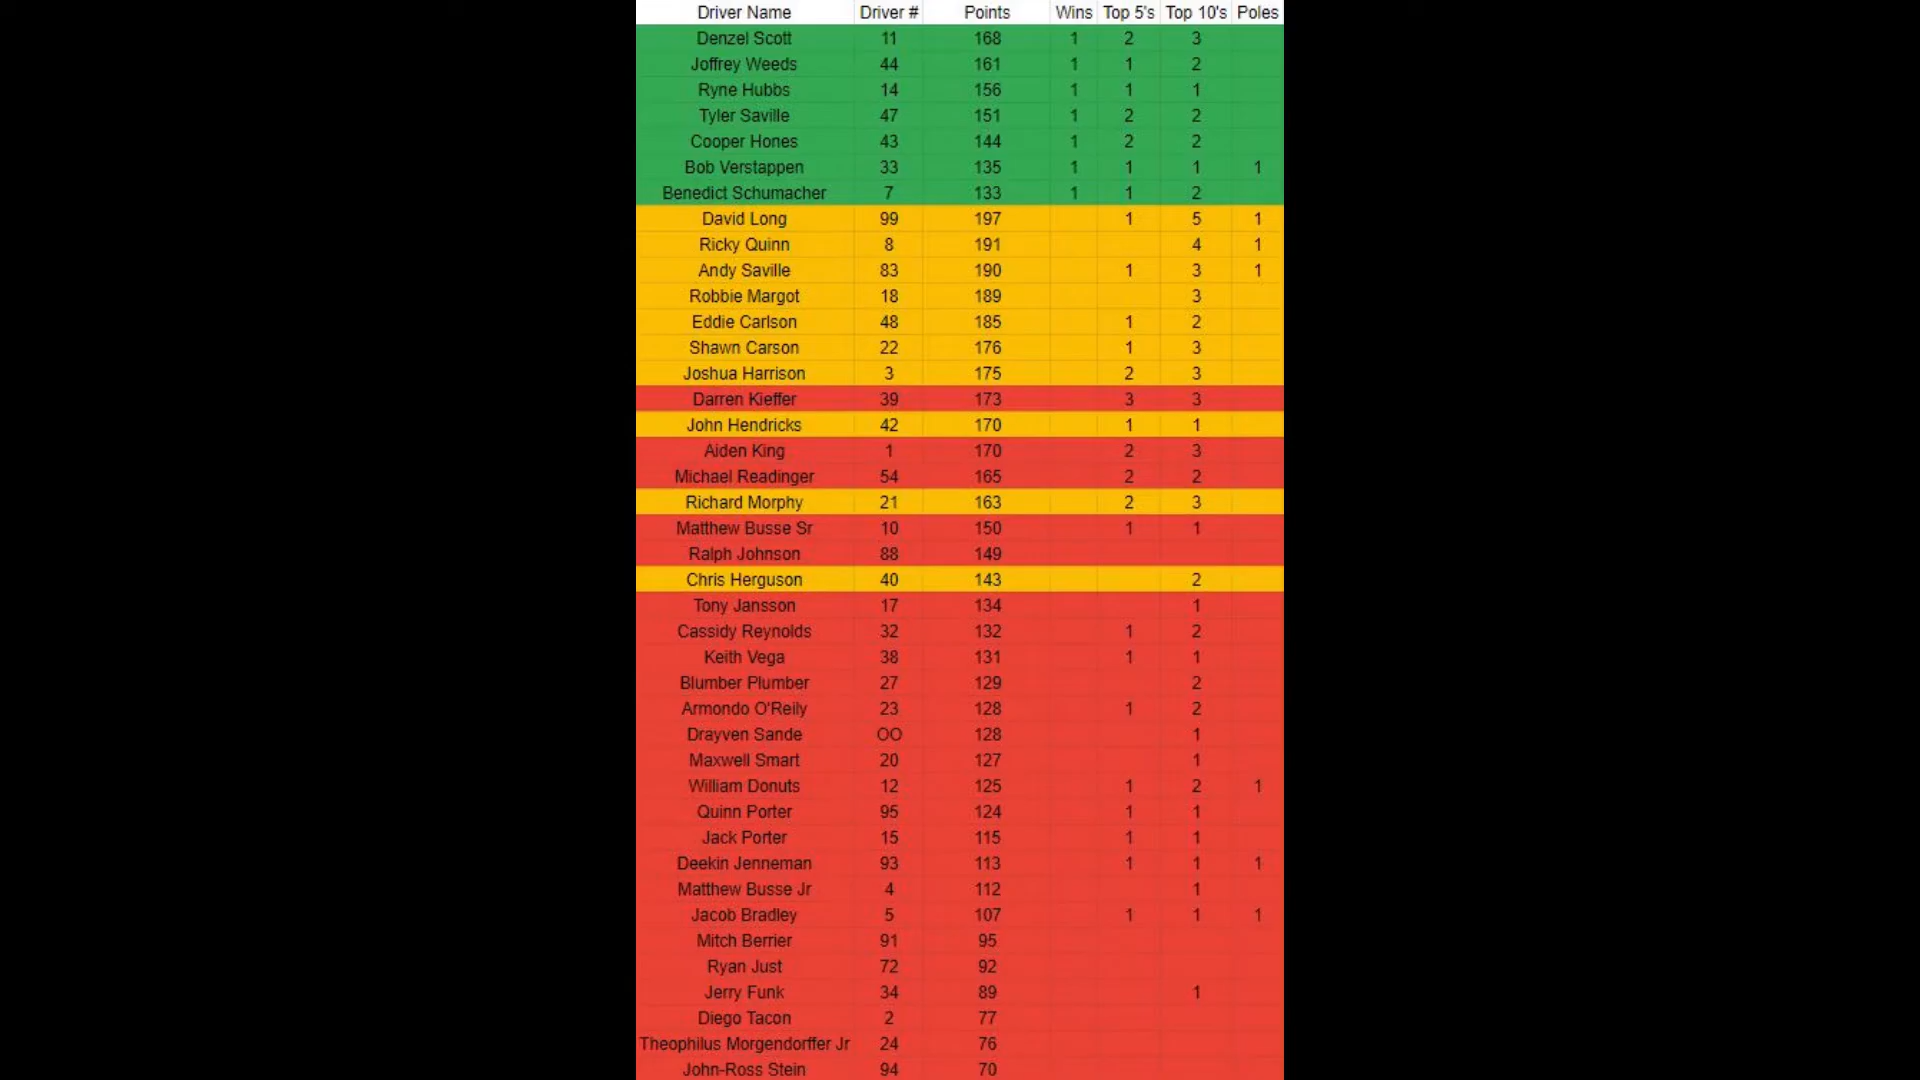 Driver Name Driver # Points Wins Top 5's Top 10's Poles
Denzel Scott 11 168 1 2 3
Joffrey Weeds 44 161 1 1 2
Ryne Hubbs 14 156 1 1 1
Tyler Saville 47 151 1 2 2
Cooper Hones 43 144 1 2 2
Bob Verstappen 33 135 1 1 1 1
Benedict Schumacher 7 133 1 1 2
David Long 99 197 1 5 1
Ricky Quinn 8 191 4 1
Andy Saville 83 190 1 3 1
Robbie Margot 18 189 3
Eddie Carlson 48 185 1 2
Shawn Carson 22 176 1 3
Joshua Harrison 3 175 2 3
Darren Kieffer 39 173 3 3
John Hendricks 42 170 1 1
Aiden King 1 170 2 3
Michael Readinger 54 165 2 2
Richard Morphy 21 163 2 3
Matthew Busse Sr 10 150 1 1
Ralph Johnson 88 149
Chris Herguson 40 143 2
Tony Jansson 17 134 1
Cassidy Reynolds 32 132 1 2
Keith Vega 38 131 1 1
Blumber Plumber 27 129 2
Armondo O'Reily 23 128 1 2
Drayven Sande OO 128 1
Maxwell Smart 20 127 1
William Donuts 12 125 1 2 1
Quinn Porter 95 124 1 1
Jack Porter 15 115 1 1
Deekin Jenneman 93 113 1 1 1
Matthew Busse Jr 4 112 1
Jacob Bradley 5 107 1 1 1
Mitch Berrier 91 95
Ryan Just 72 92
Jerry Funk 34 89 1
Diego Tacon 2 77
Theophilus Morgendorffer Jr 24 76
John-Ross Stein 94 70